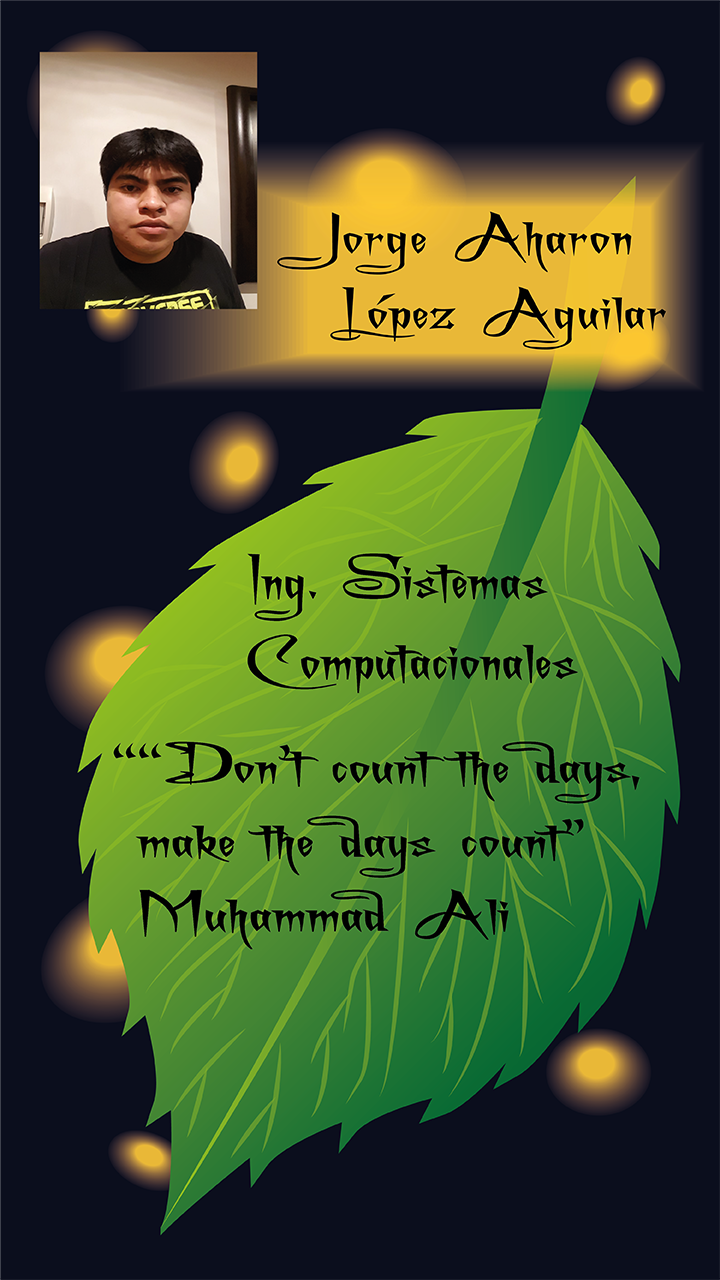 Jorge Aharon
López Aguilar
Ing. Sistemas
Computacionales
““Don’t count the days,
make the days count”
Muhammad Ali